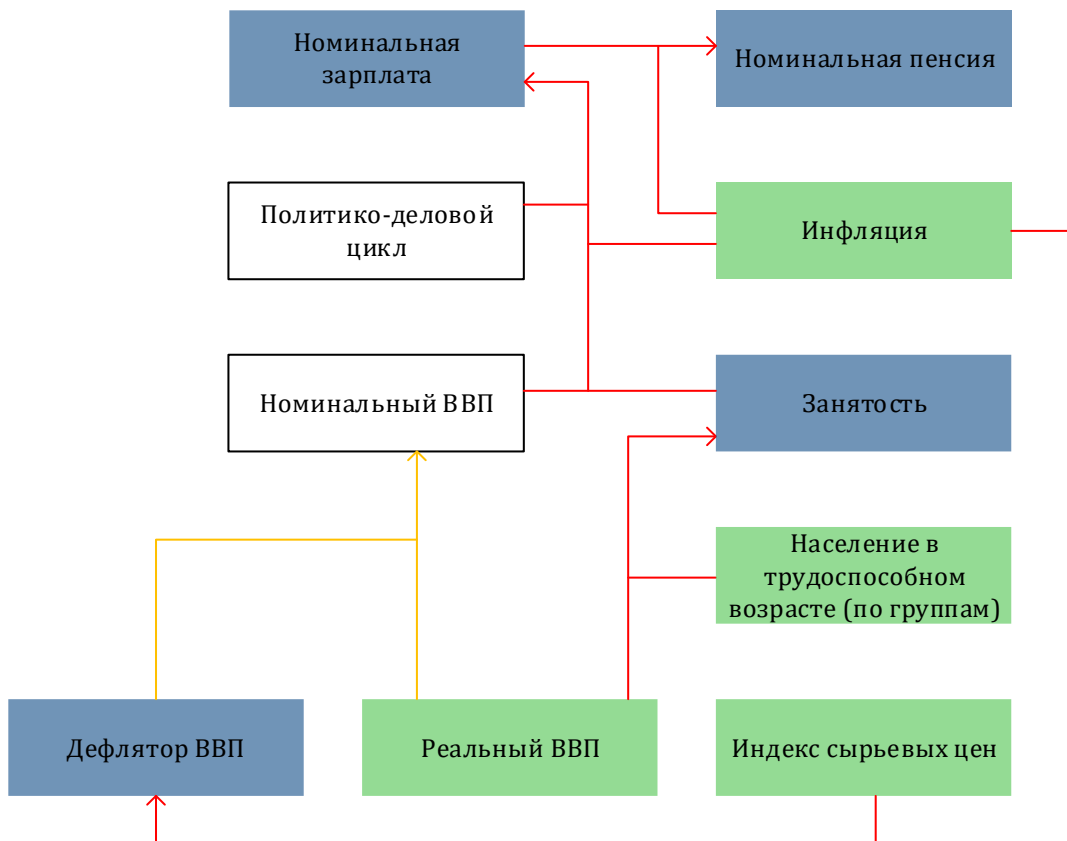 Номинальная
зарплата
Номинальная пенсия
Политико-деловой
цикл
Инфляция
Номинальный ВВП
Занятость
Население в
трудоспособном
возрасте (по группам)
Дефлятор ВВП
Реальный ВВП
Индекс сырьевых цен